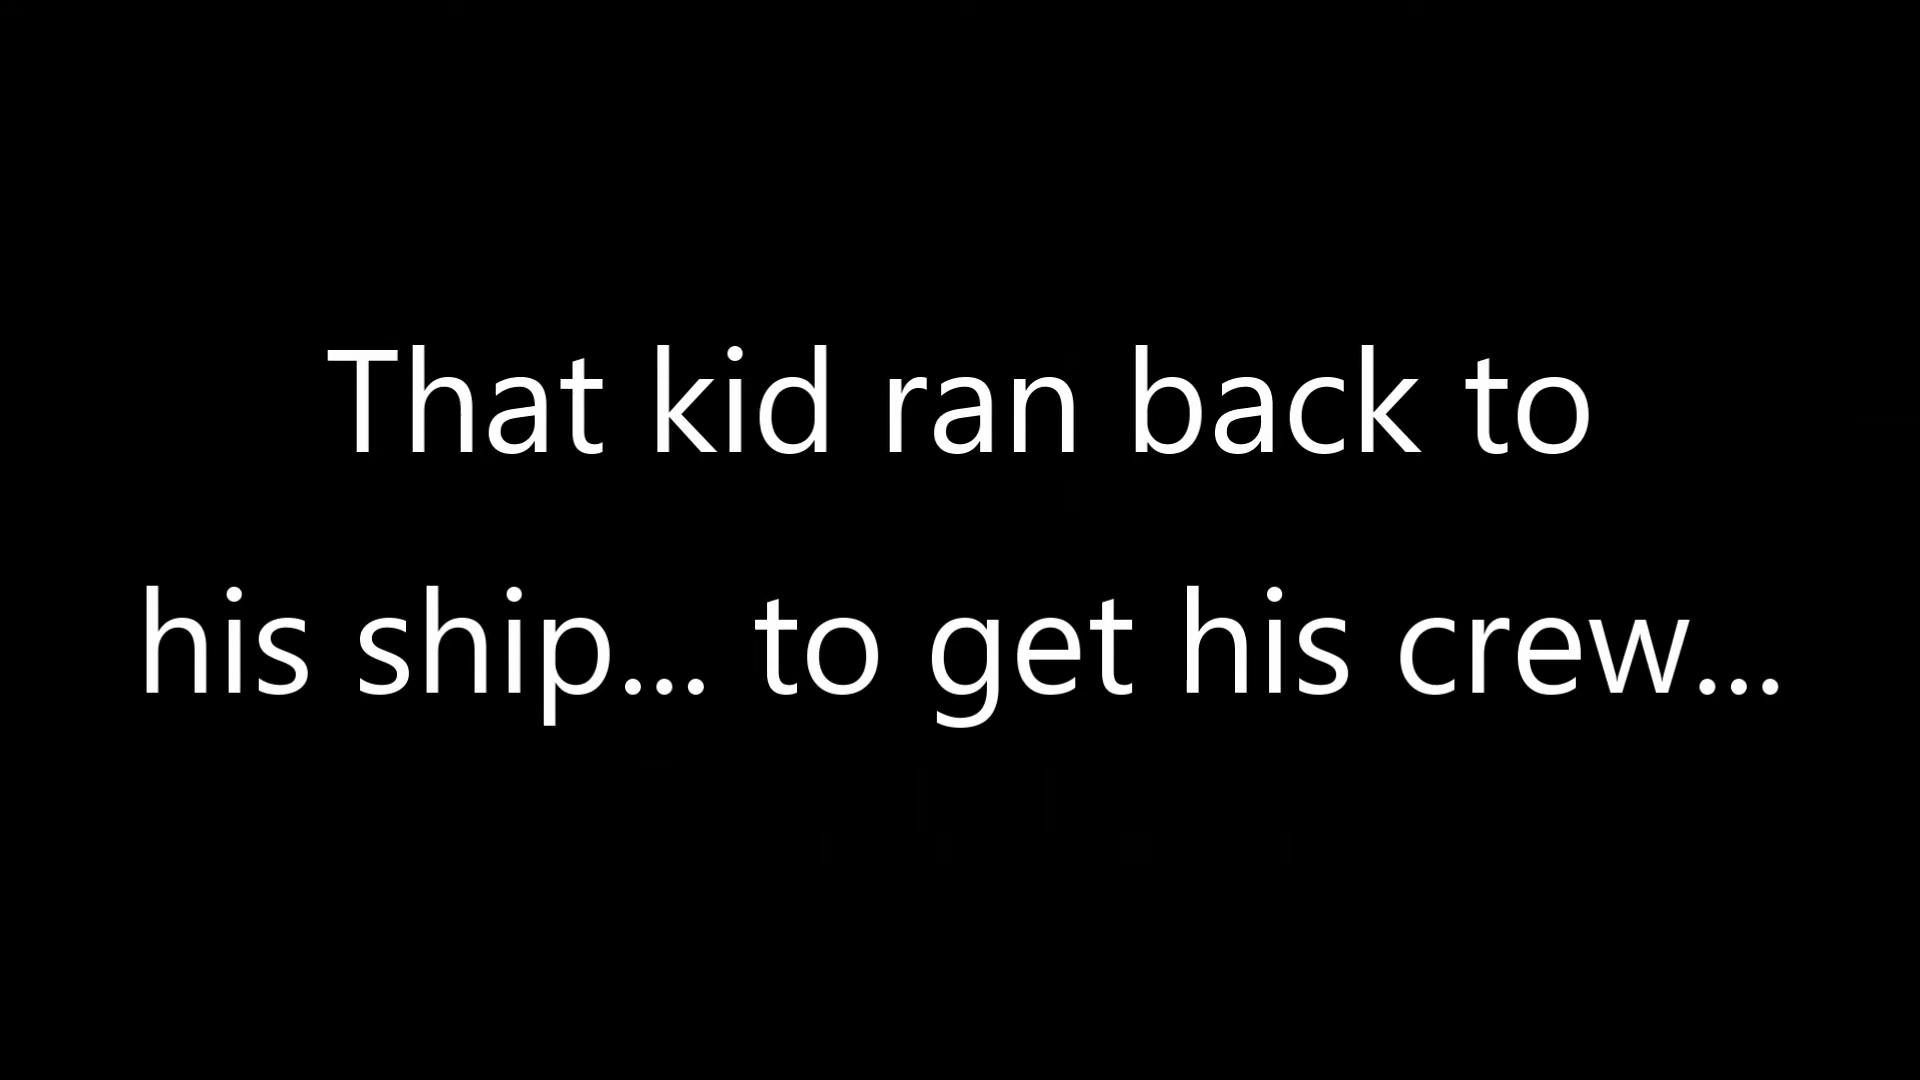 That kid ran back to
his ship... to get his crew...